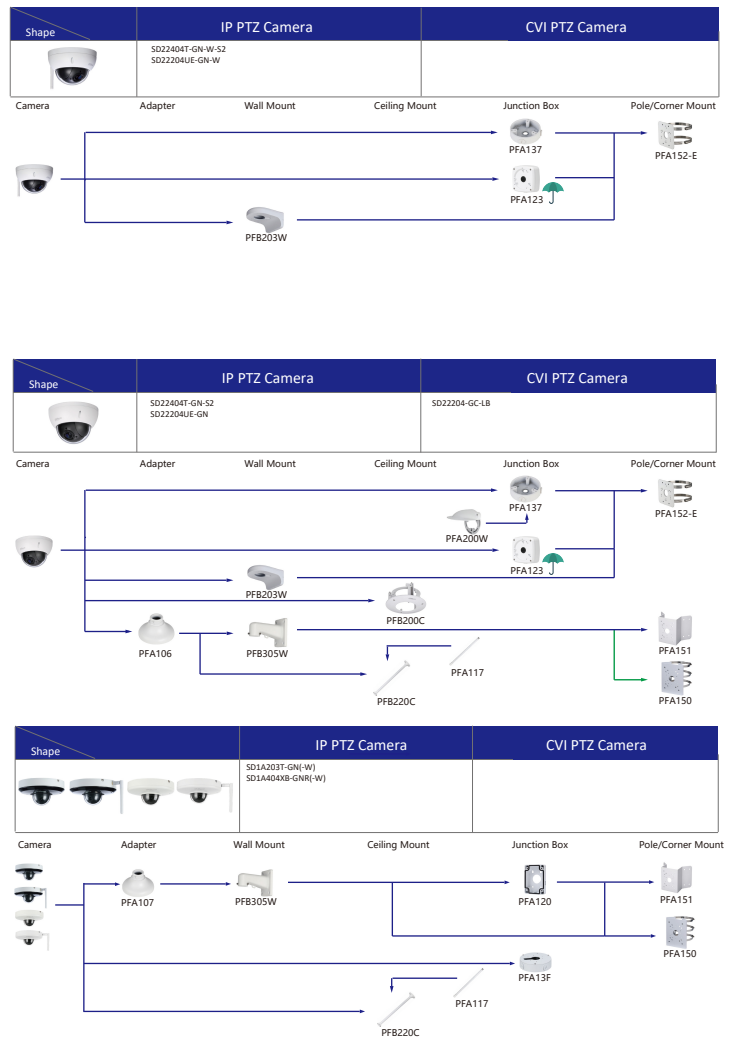 Shape
IP PTZ Camera
CVI PTZ Camera
SD22404T-GN-W-S2
SD22204UE-GN-W
Camera
Adapter
Wall Mount
Ceiling Mount
Junction Box
Pole/Corner Mount
PFA137
PFA152-E
PFA123
PFB203W
Shape
IP PTZ Camera
CVI PTZ Camera
SD22404T-GN-S2
SD22204UE-GN
SD22204-GC-LB
Camera
Adapter
Wall Mount
Ceiling Mount
Junction Box
Pole/Corner Mount
PFA137
PFA152-E
PFA200W
PFA123
PFB203W
PFB200C
PFA106
PFB305W
PFA151
PFA117
PFB220C
PFA150
Shape
IP PTZ Camera
CVI PTZ Camera
SD1A203T-GN(-W)
SD1A404XB-GNR(-W)
Camera
Adapter
Wall Mount
Ceiling Mount
Junction Box
Pole/Corner Mount
PFA107
PFB305W
PFA120
PFA151
PFA150
PFA13F
PFA117
PFB220C